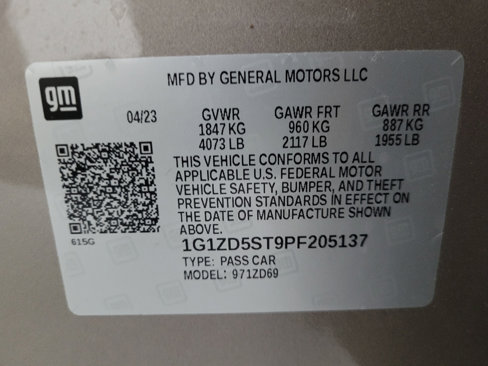 gm
MFD BY GENERAL MOTORS LLC
04/23 GVWR GAWR FRT GAWR RR
1847 KG 960 KG 887 KG
4073 LB 2117 LB 1955 LB
THIS VEHICLE CONFORMS TO ALL
APPLICABLE U.S. FEDERAL MOTOR
VEHICLE SAFETY, BUMPER, AND THEFT
PREVENTION STANDARDS IN EFFECT ON
THE DATE OF MANUFACTURE SHOWN
ABOVE.
615G
1G1ZD5ST9PF205137
TYPE: PASS CAR
MODEL: 971ZD69